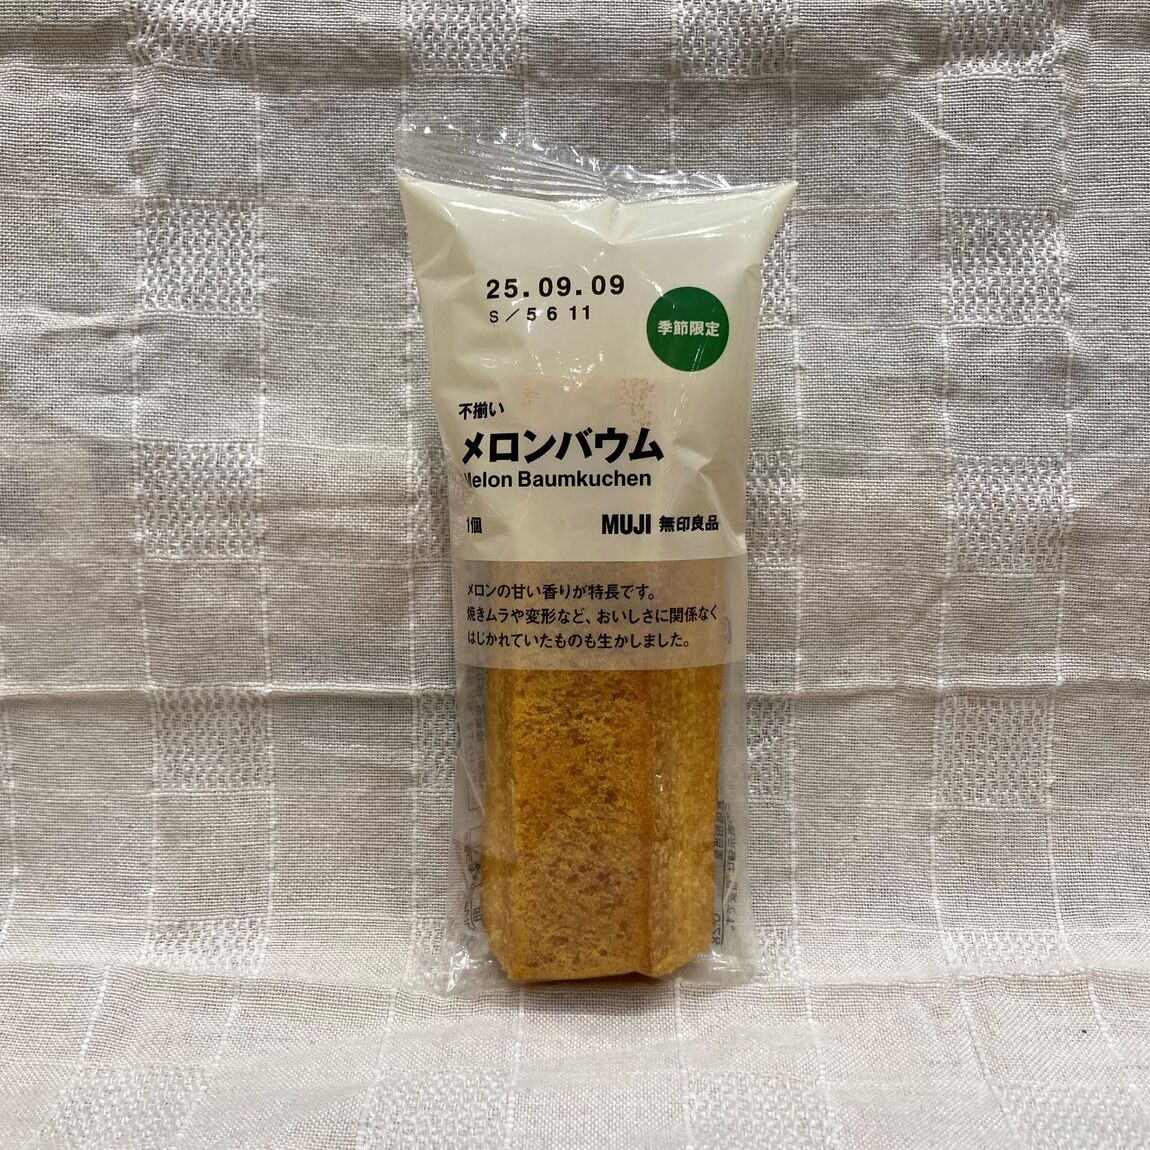 25.09.09
S／5 6 11
季節限定
不揃い
メロンバウム
Melon Baumkuchen
1個
MUJI 無印良品
メロンの甘い香りが特長です。
焼きムラや変形など、おいしさに関係なく
はじかれていたものも生かしました。